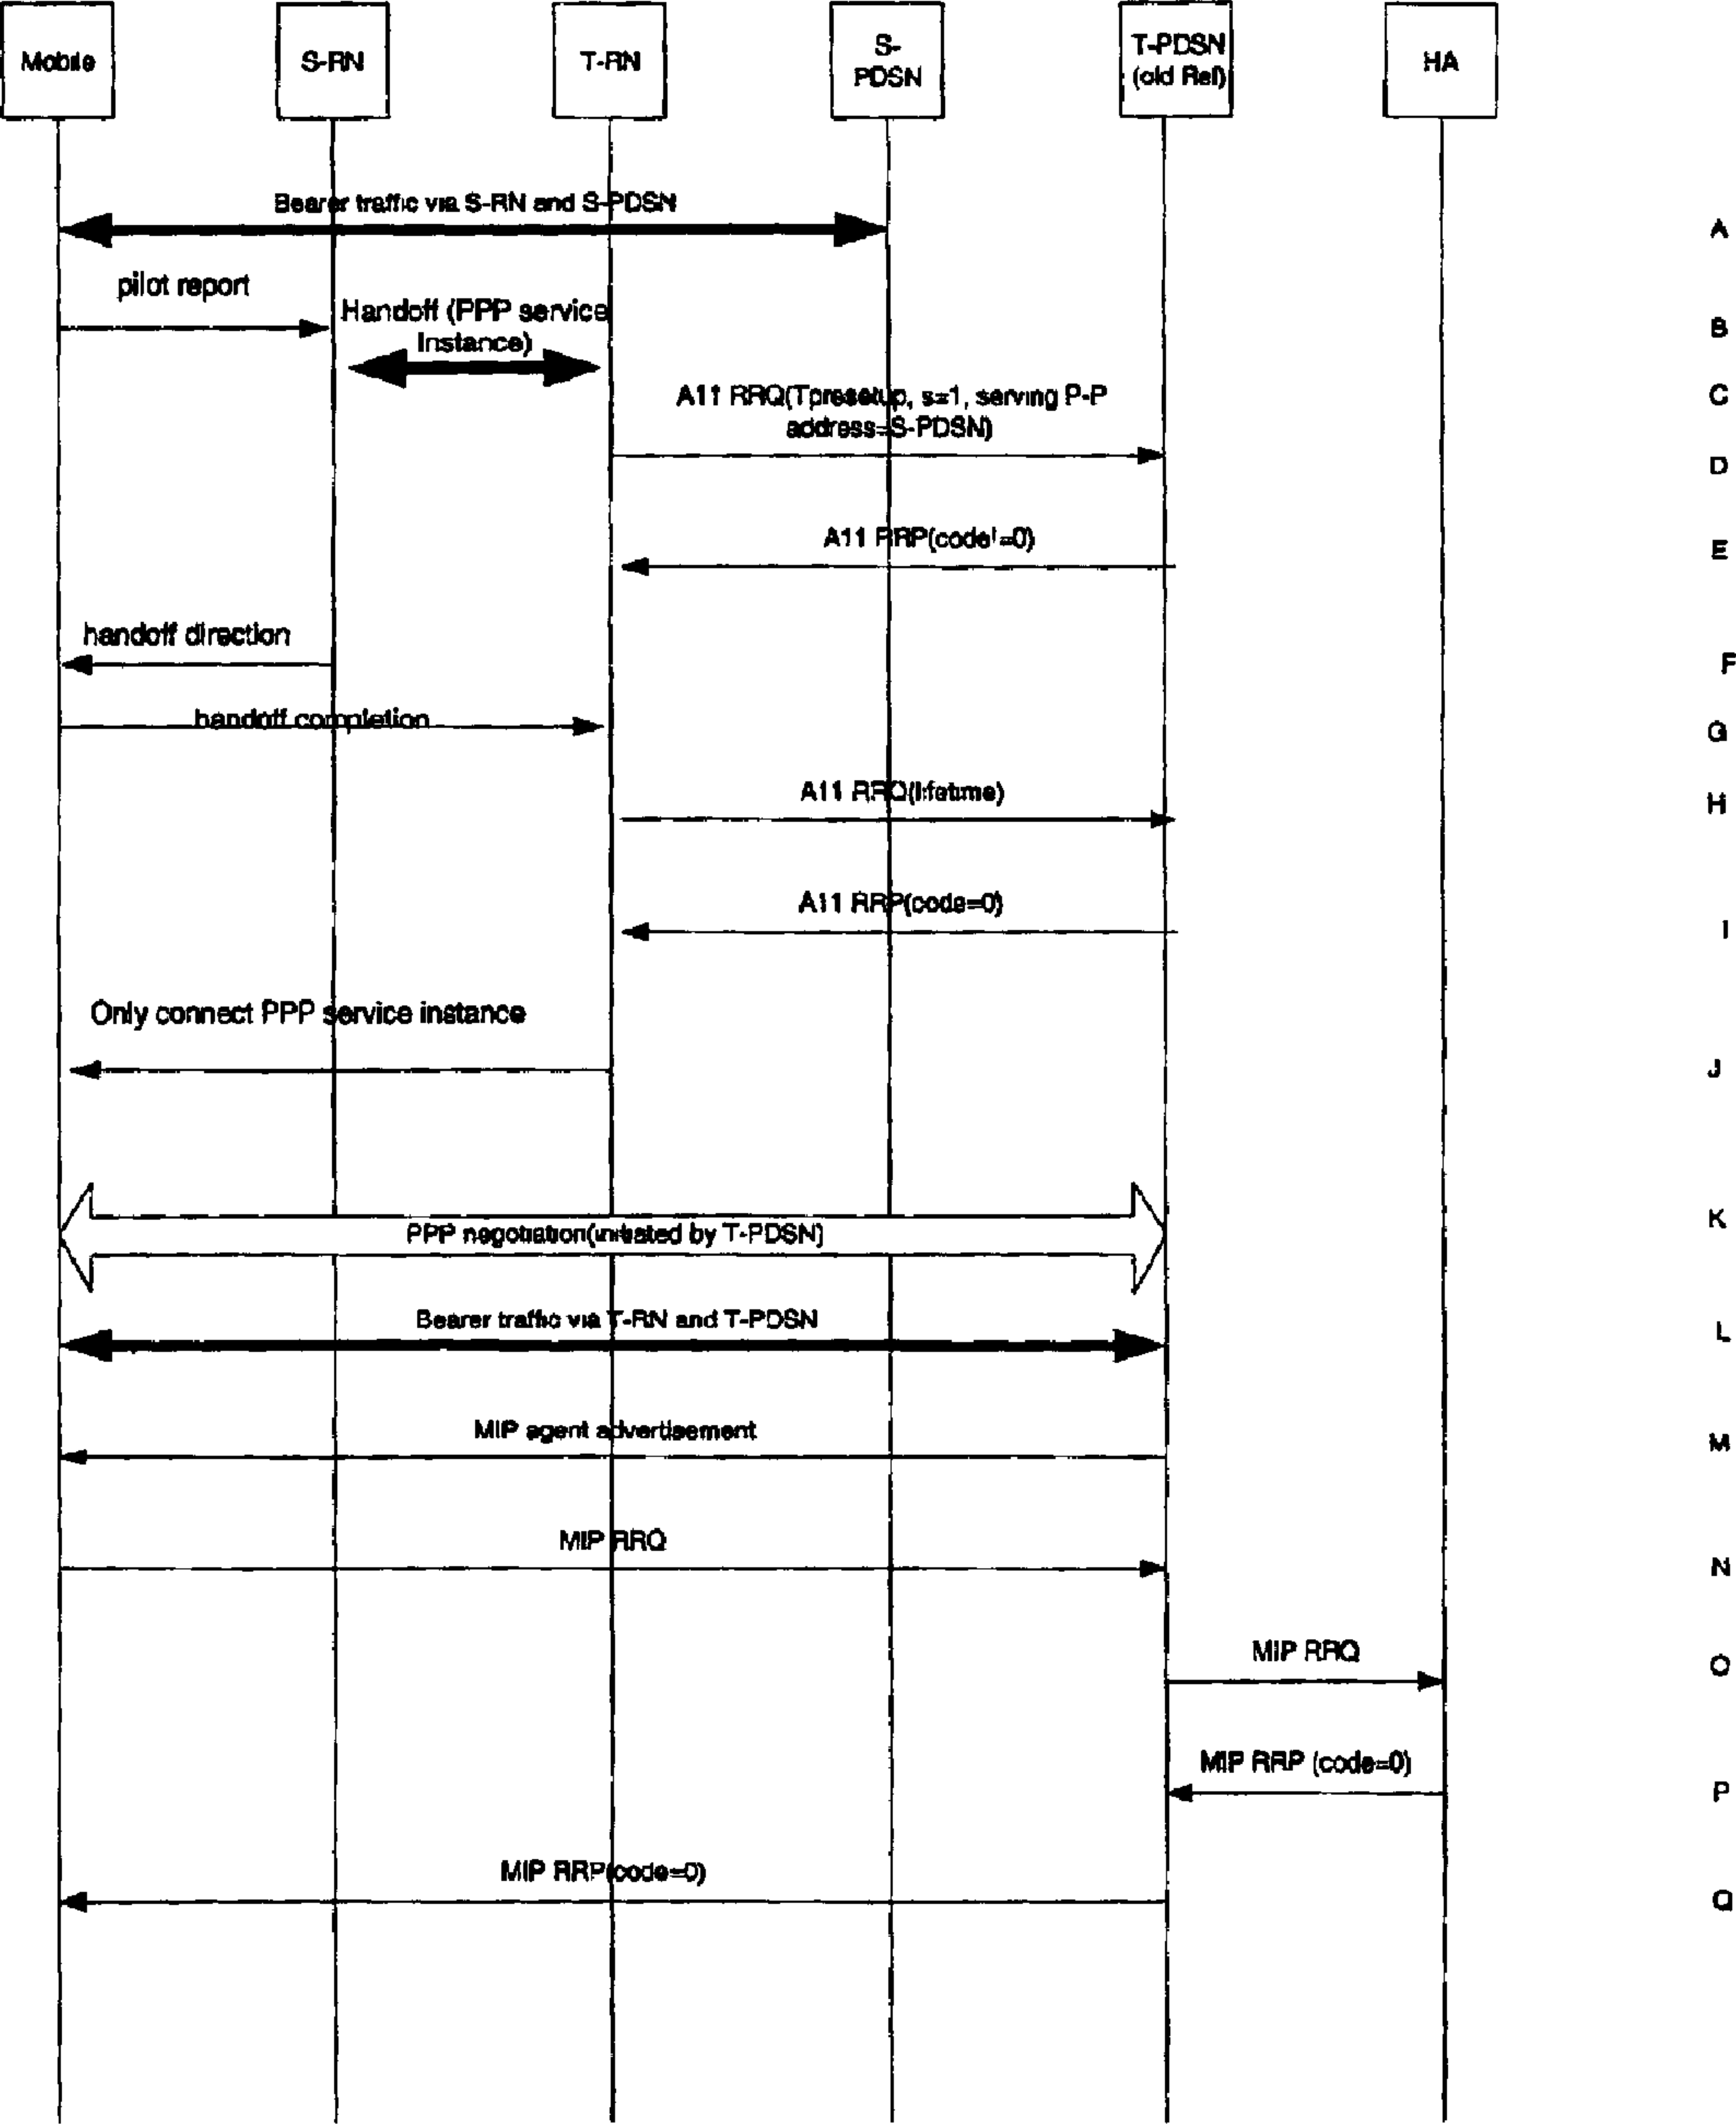 Mobile
S-RN
T-RN
S-
PDSN
T-PDSN
(old Rel)
HA
Bearer traffic via S-RN and S-PDSN
A
pilot report
B
Handoff (PPP service
Instance)
C
A11 RRQ(Tpresetup, s=1, serving P-P
address=S-PDSN)
D
A11 RRP(code!=0)
E
handoff direction
F
handoff completion
G
A11 RRQ(lifetime)
H
A11 RRP(code=0)
I
Only connect PPP service instance
J
PPP negotiation(initiated by T-PDSN)
K
Bearer traffic via T-RN and T-PDSN
L
MIP agent advertisement
M
MIP RRQ
N
MIP RRQ
O
MIP RRP (code=0)
P
MIP RRP(code=0)
Q